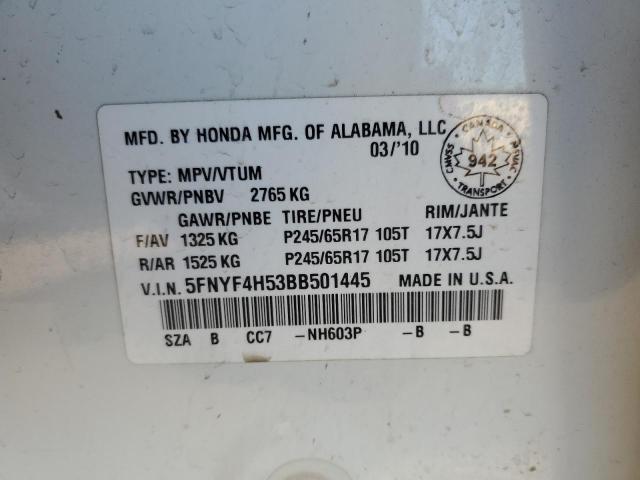 MFD. BY HONDA MFG. OF ALABAMA, LLC
03/'10
CANADA
CMVSS 942 NSVAC
TRANSPORT
TYPE: MPV/VTUM
GVWR/PNBV 2765 KG
GAWR/PNBE TIRE/PNEU RIM/JANTE
F/AV 1325 KG P245/65R17 105T 17X7.5J
R/AR 1525 KG P245/65R17 105T 17X7.5J
V.I.N. 5FNYF4H53BB501445 MADE IN U.S.A.
SZA B CC7 -NH603P -B -B